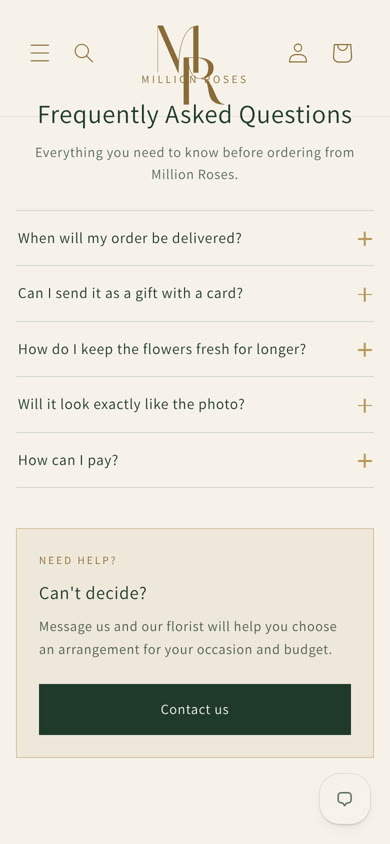 MR
MILLION ROSES
Frequently Asked Questions
Everything you need to know before ordering from
Million Roses.
When will my order be delivered?
Can I send it as a gift with a card?
How do I keep the flowers fresh for longer?
Will it look exactly like the photo?
How can I pay?
NEED HELP?
Can't decide?
Message us and our florist will help you choose
an arrangement for your occasion and budget.
Contact us